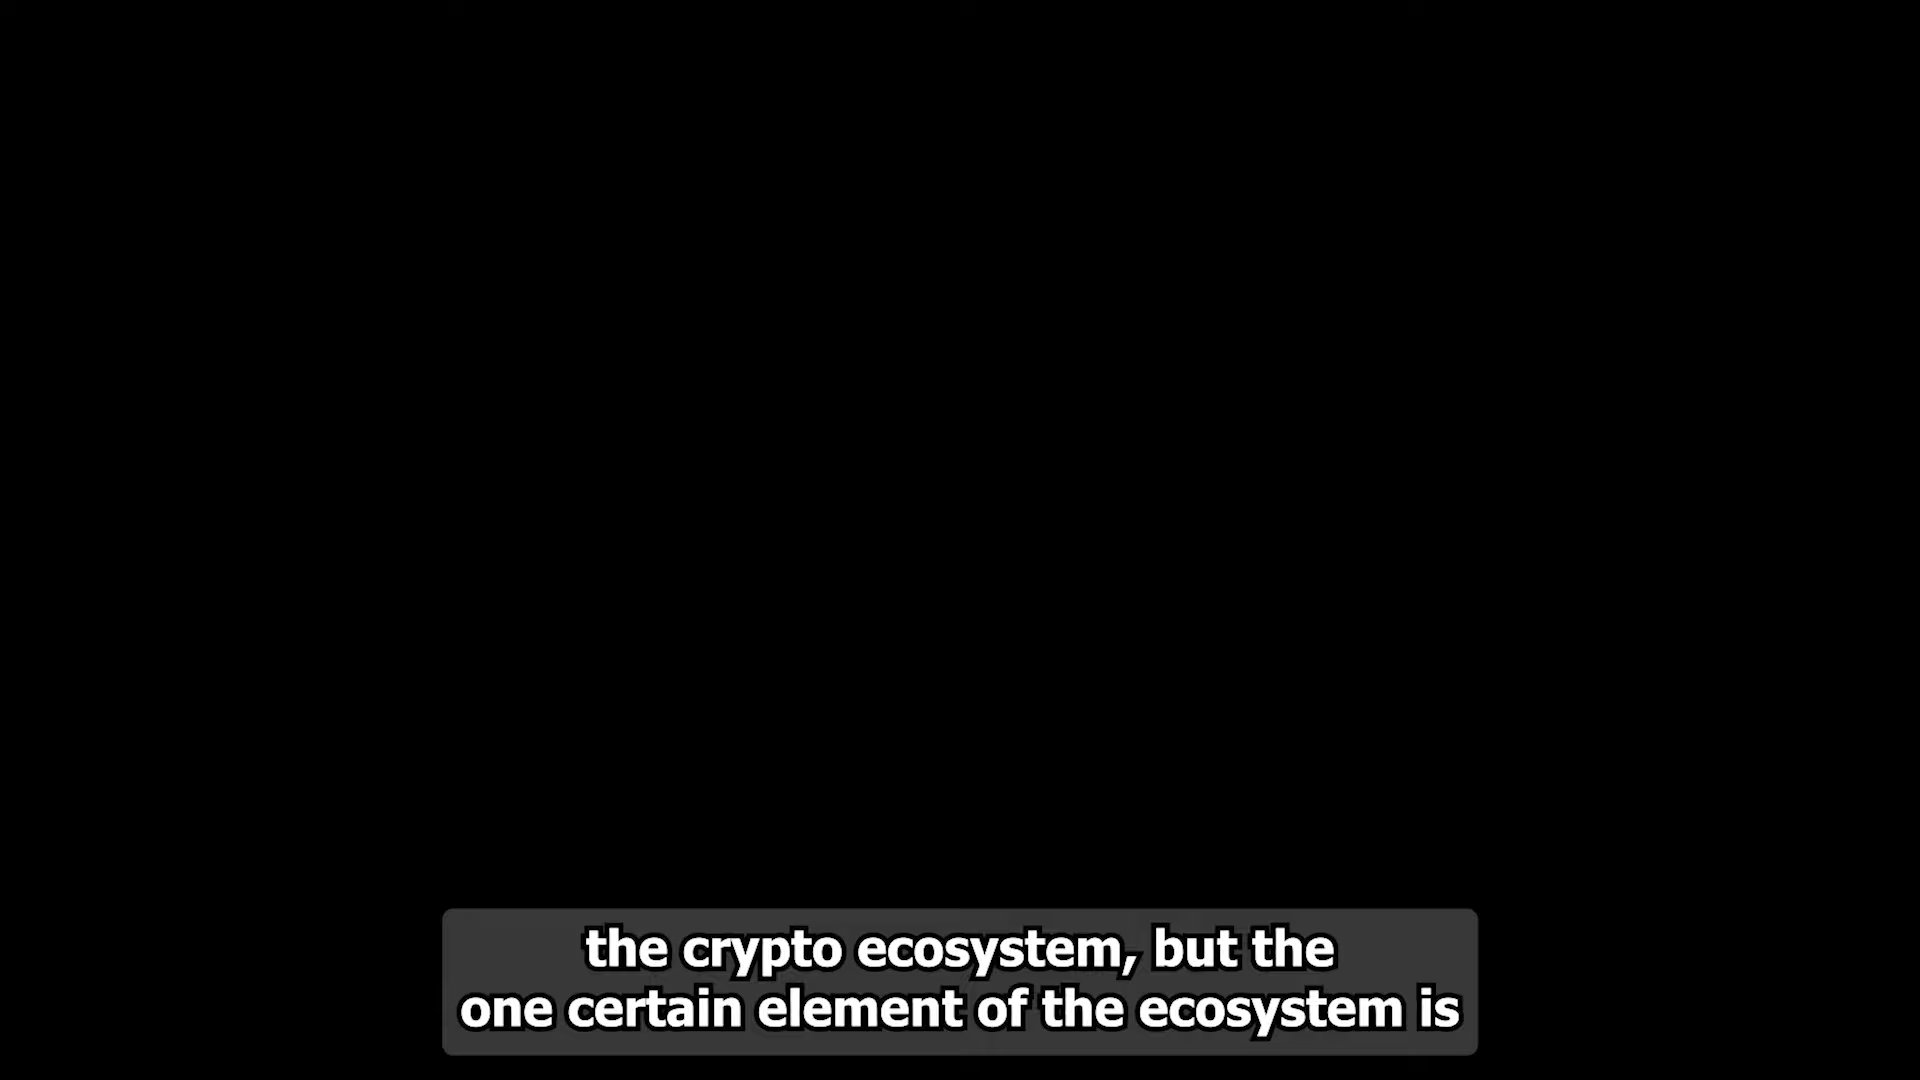 the crypto ecosystem, but the
one certain element of the ecosystem is